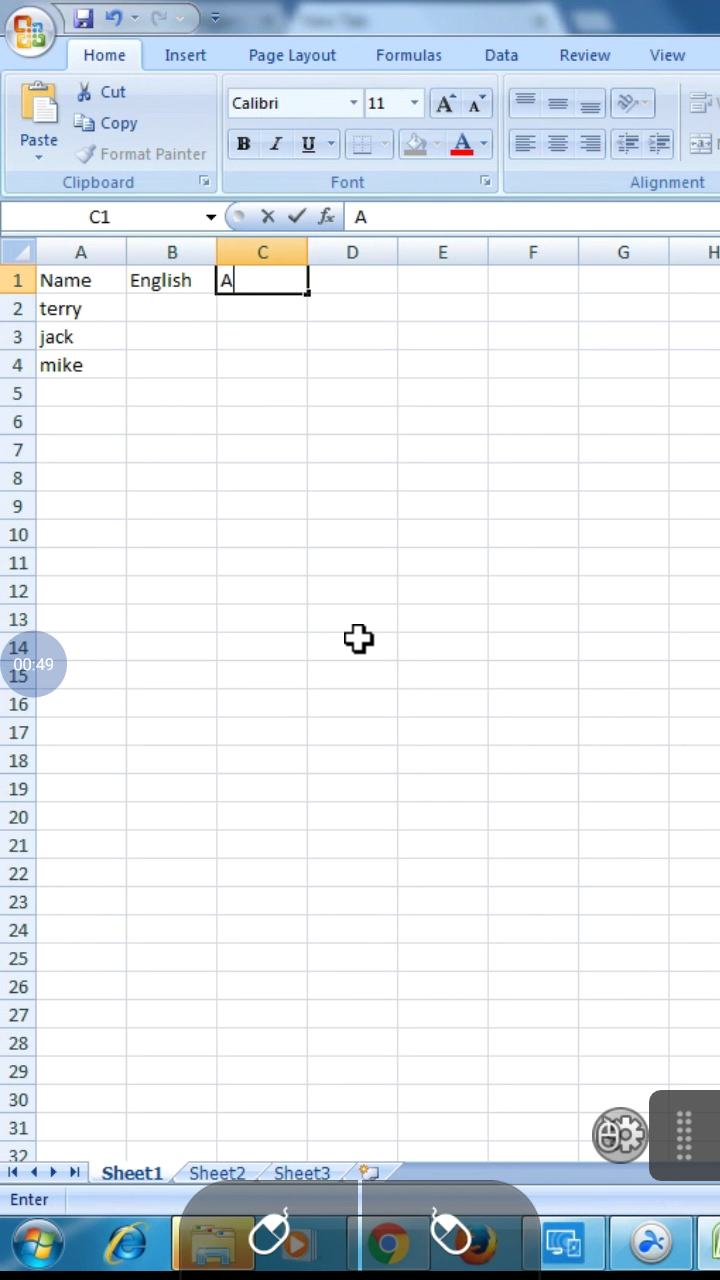 Home Insert Page Layout Formulas Data Review View
Paste
Cut
Copy
Format Painter
Calibri 11 A A
B I U A
Clipboard Font Alignment
C1 fx A
A B C D E F G H
1 Name English A
2 terry
3 jack
4 mike
5
6
7
8
9
10
11
12
13
14
00:49
15
16
17
18
19
20
21
22
23
24
25
26
27
28
29
30
31
32
Sheet1 Sheet2 Sheet3
Enter